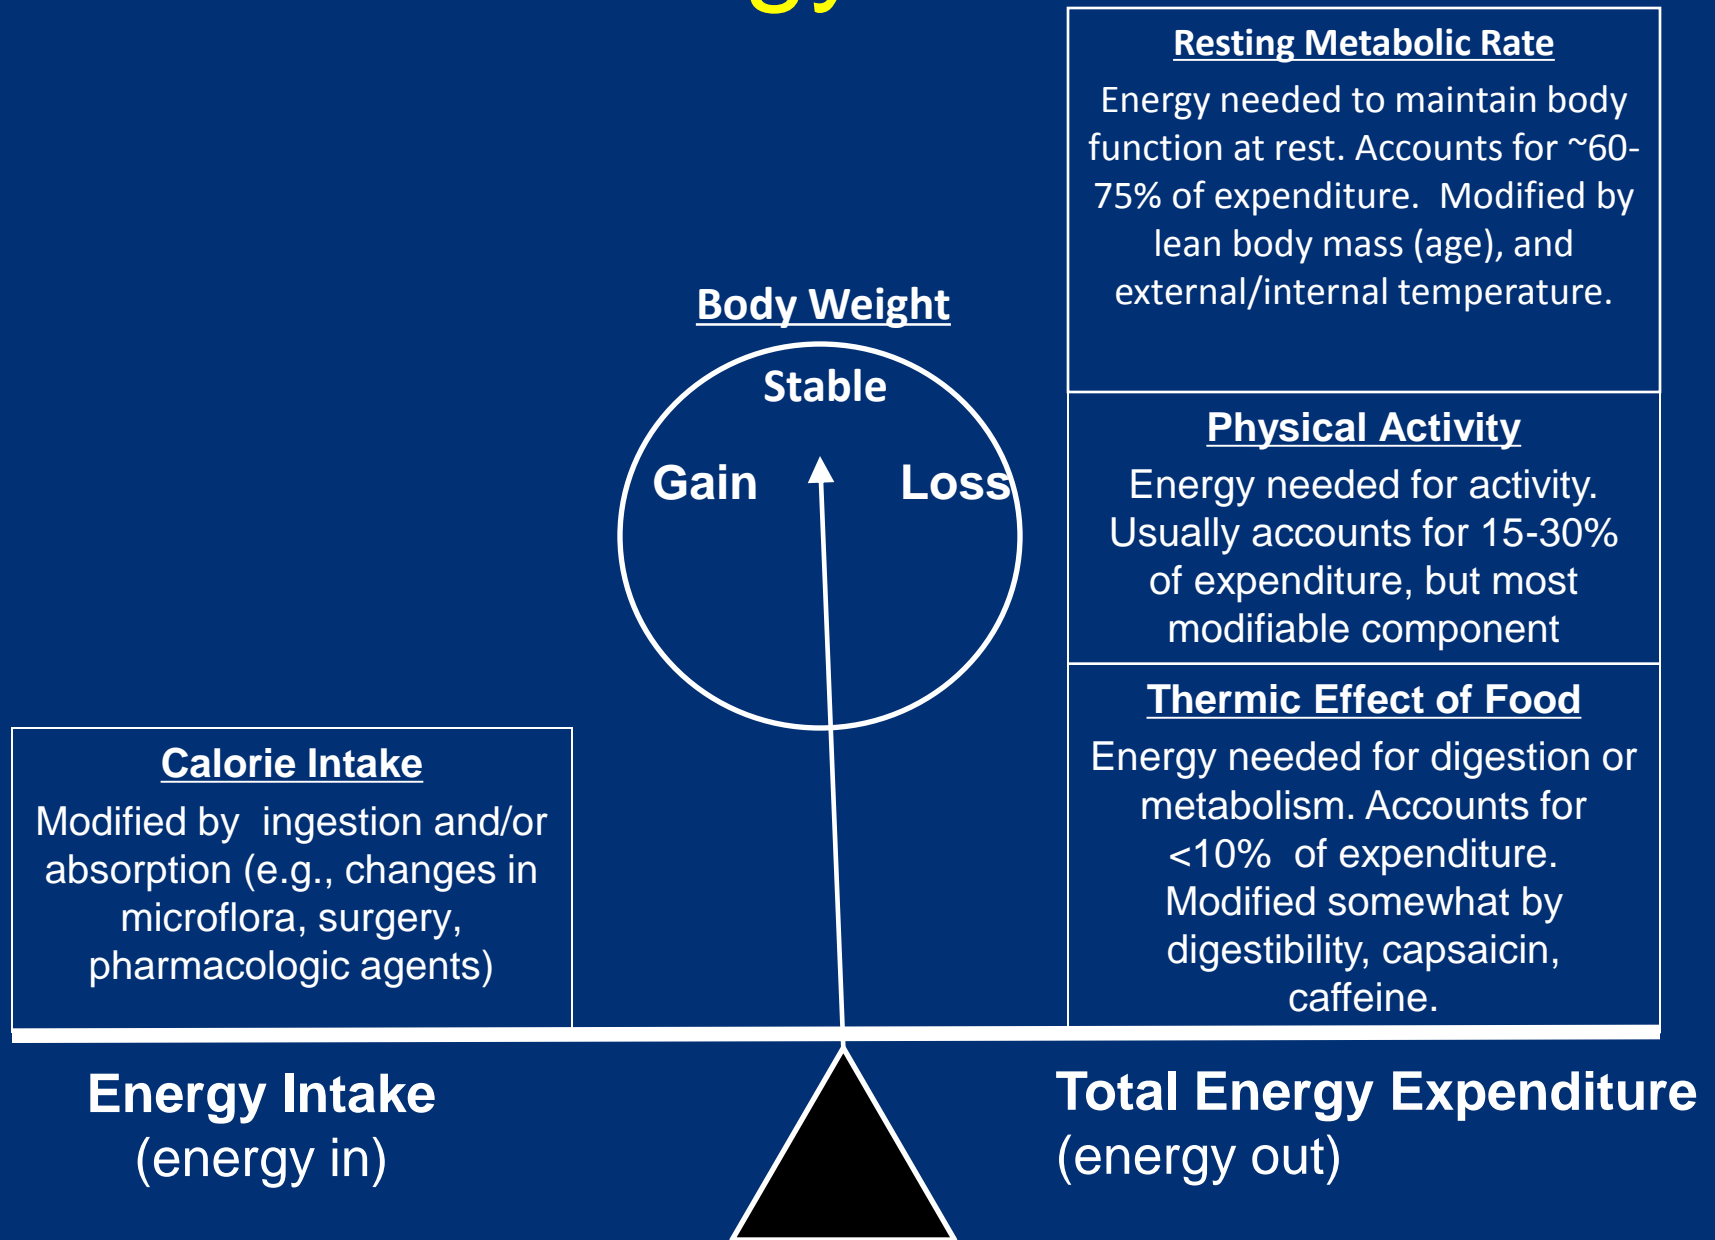 Resting Metabolic Rate
Energy needed to maintain body
function at rest. Accounts for ~60-
75% of expenditure.  Modified by
lean body mass (age), and
external/internal temperature.
Body Weight
Stable
Gain
Loss
Physical Activity
Energy needed for activity.
Usually accounts for 15-30%
of expenditure, but most
modifiable component
Thermic Effect of Food
Energy needed for digestion or
metabolism. Accounts for
<10%  of expenditure.
Modified somewhat by
digestibility, capsaicin,
caffeine.
Calorie Intake
Modified by  ingestion and/or
absorption (e.g., changes in
microflora, surgery,
pharmacologic agents)
Energy Intake
(energy in)
Total Energy Expenditure
(energy out)